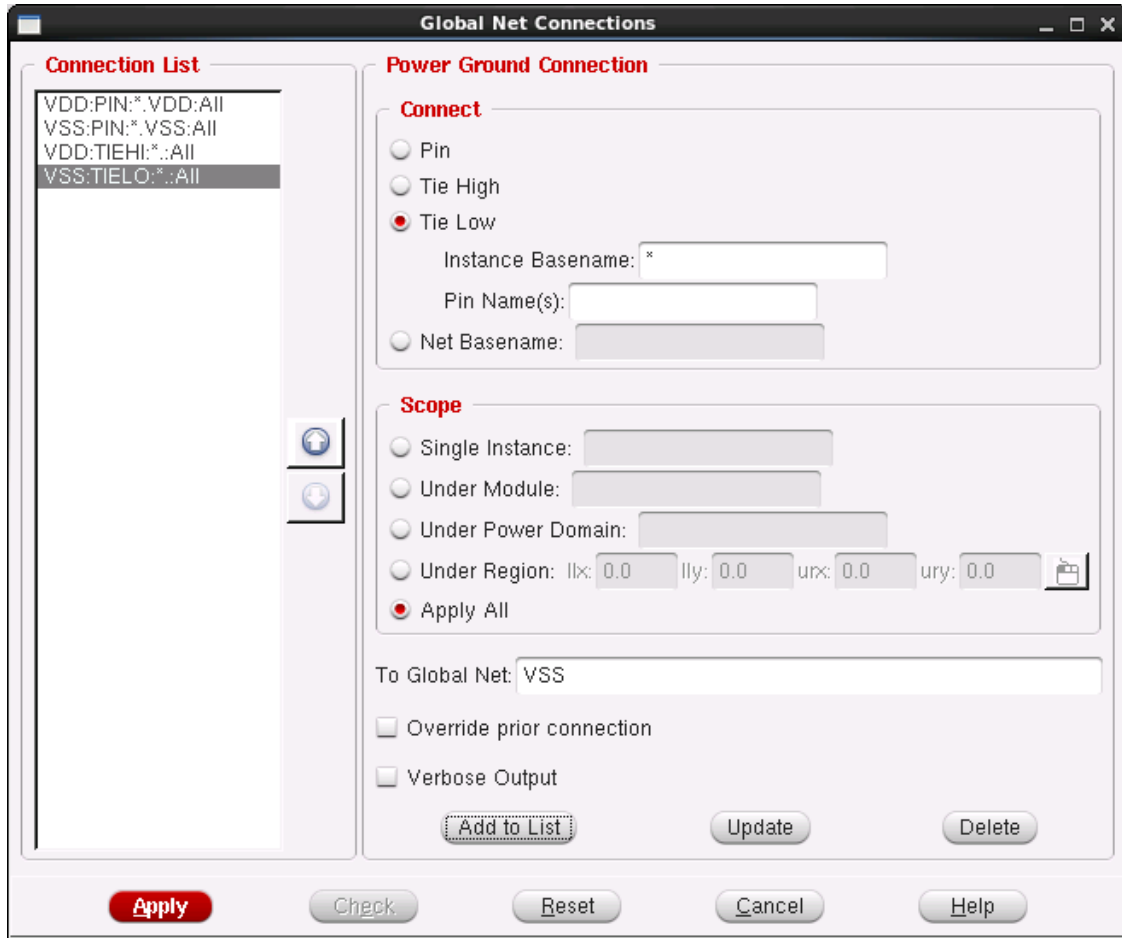 Global Net Connections
Connection List
VDD:PIN:*.VDD:All
VSS:PIN:*.VSS:All
VDD:TIEHI:*.:All
VSS:TIELO:*.:All
Power Ground Connection
Connect
Pin
Tie High
Tie Low
Instance Basename: *
Pin Name(s):
Net Basename:
Scope
Single Instance:
Under Module:
Under Power Domain:
Under Region: llx: 0.0 lly: 0.0 urx: 0.0 ury: 0.0
Apply All
To Global Net: VSS
Override prior connection
Verbose Output
Add to List Update Delete
Apply Check Reset Cancel Help